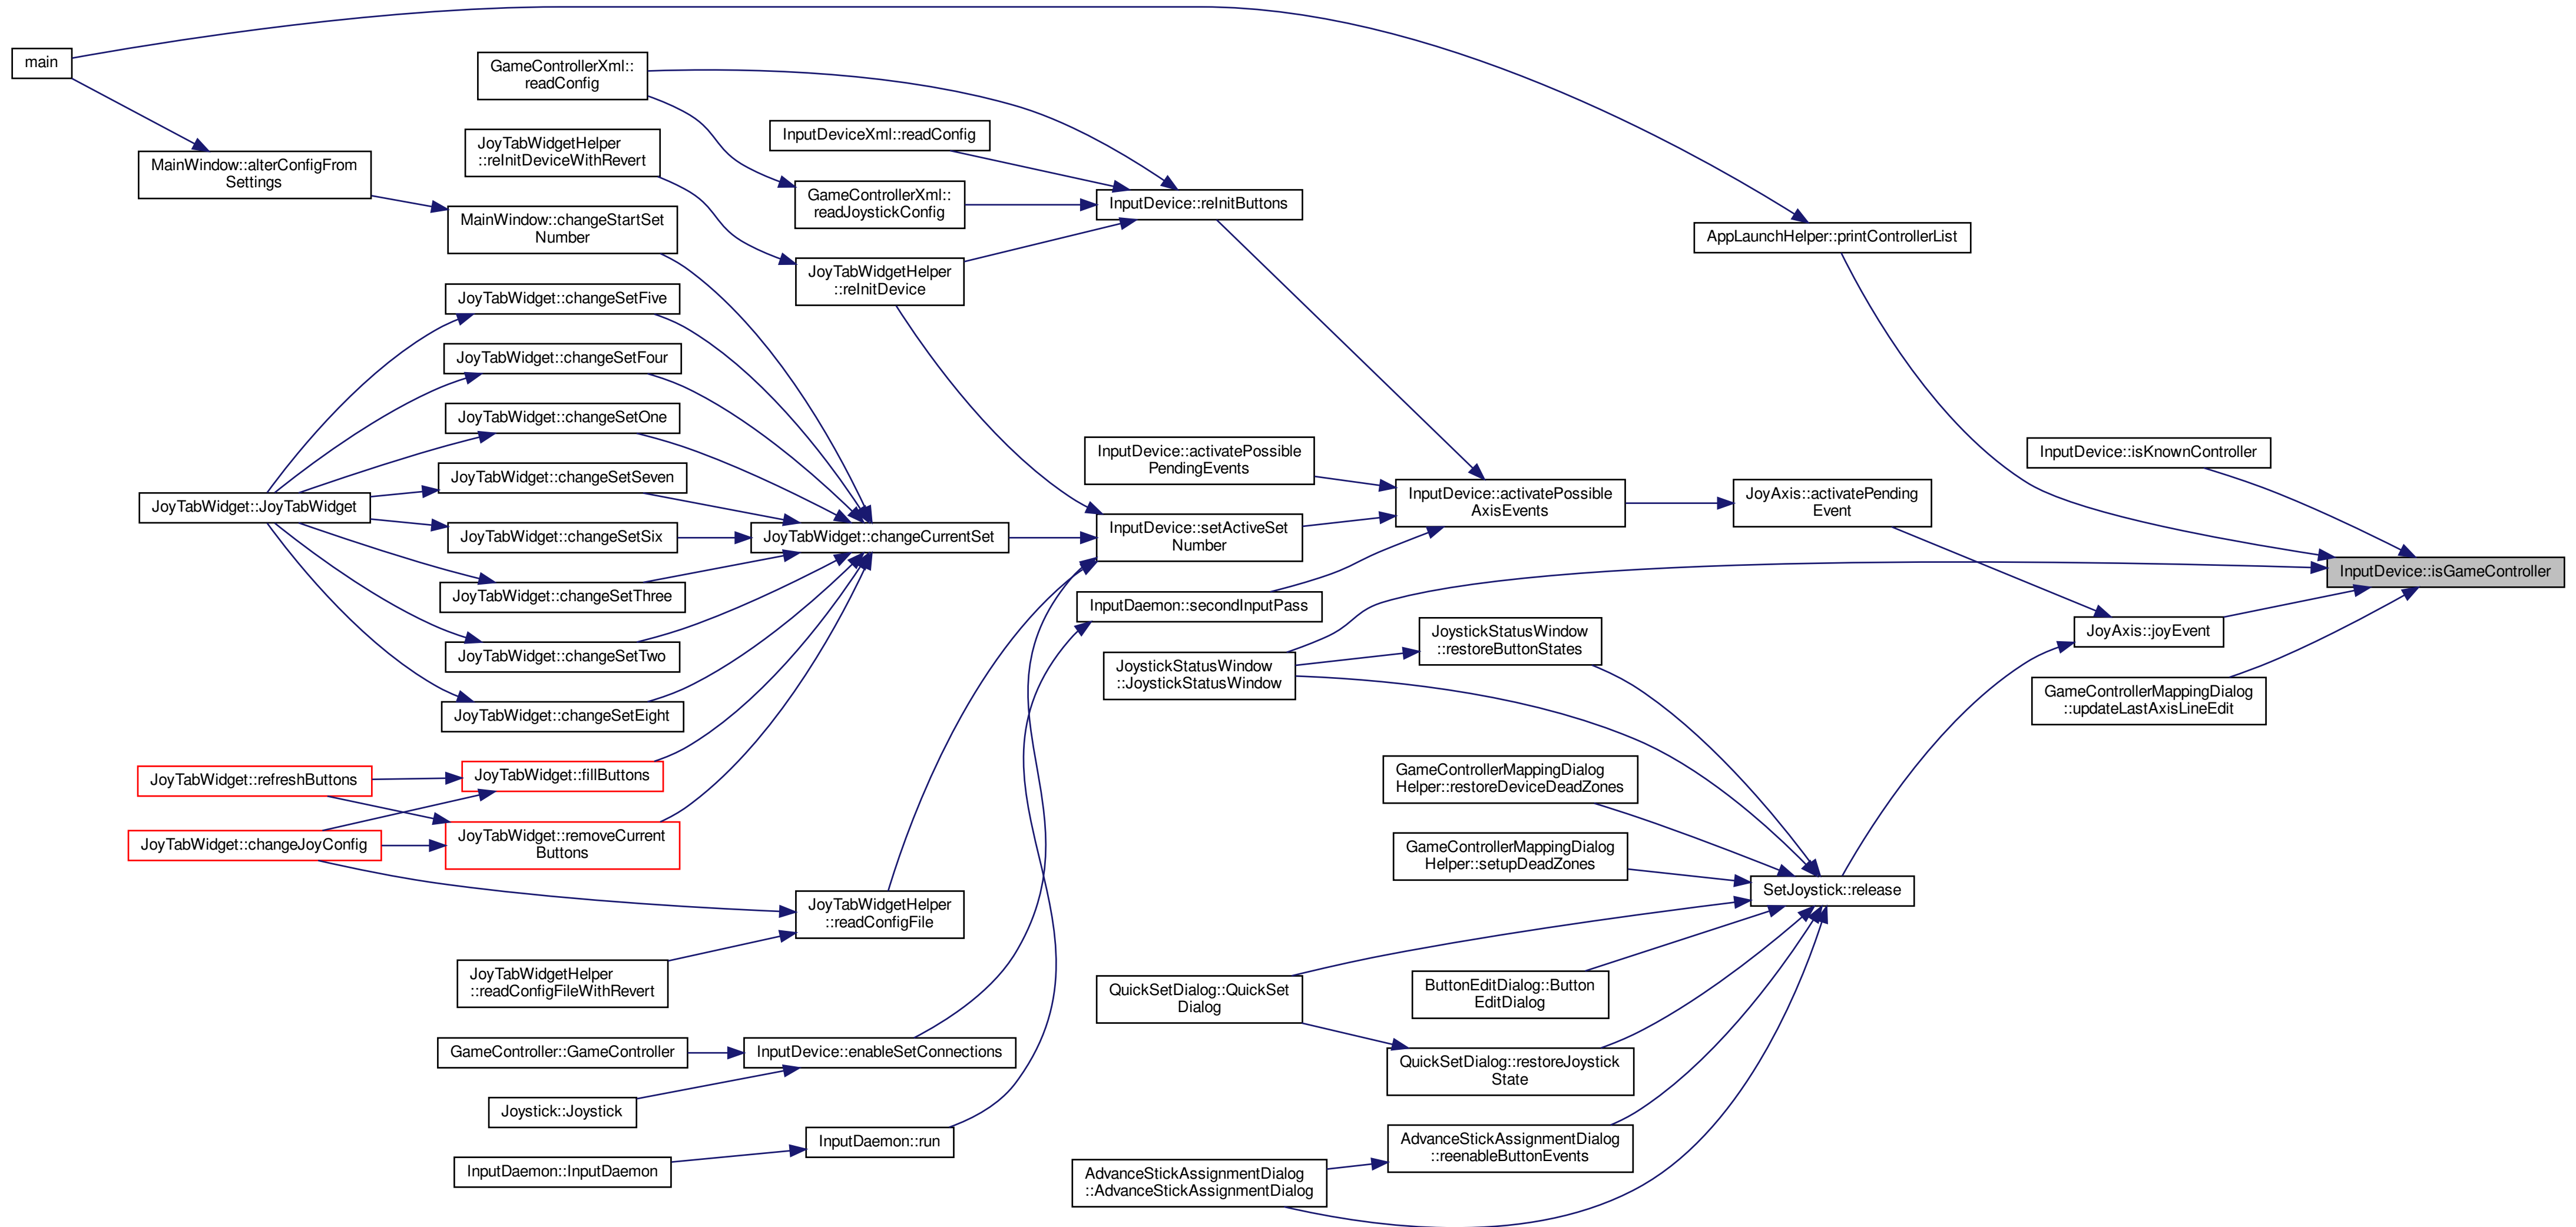 main
GameControllerXml::
readConfig
InputDeviceXml::readConfig
JoyTabWidgetHelper
::reInitDeviceWithRevert
MainWindow::alterConfigFrom
Settings
GameControllerXml::
readJoystickConfig
InputDevice::reInitButtons
MainWindow::changeStartSet
Number
AppLaunchHelper::printControllerList
JoyTabWidgetHelper
::reInitDevice
JoyTabWidget::changeSetFive
JoyTabWidget::changeSetFour
JoyTabWidget::changeSetOne
InputDevice::activatePossible
PendingEvents
InputDevice::isKnownController
JoyTabWidget::changeSetSeven
InputDevice::activatePossible
AxisEvents
JoyAxis::activatePending
Event
JoyTabWidget::JoyTabWidget
JoyTabWidget::changeSetSix
JoyTabWidget::changeCurrentSet
InputDevice::setActiveSet
Number
InputDevice::isGameController
JoyTabWidget::changeSetThree
InputDaemon::secondInputPass
JoyAxis::joyEvent
JoystickStatusWindow
::restoreButtonStates
JoyTabWidget::changeSetTwo
JoystickStatusWindow
::JoystickStatusWindow
GameControllerMappingDialog
::updateLastAxisLineEdit
JoyTabWidget::changeSetEight
JoyTabWidget::refreshButtons
JoyTabWidget::fillButtons
GameControllerMappingDialog
Helper::restoreDeviceDeadZones
JoyTabWidget::changeJoyConfig
JoyTabWidget::removeCurrent
Buttons
GameControllerMappingDialog
Helper::setupDeadZones
SetJoystick::release
JoyTabWidgetHelper
::readConfigFile
JoyTabWidgetHelper
::readConfigFileWithRevert
QuickSetDialog::QuickSet
Dialog
ButtonEditDialog::Button
EditDialog
GameController::GameController
InputDevice::enableSetConnections
QuickSetDialog::restoreJoystick
State
Joystick::Joystick
InputDaemon::run
AdvanceStickAssignmentDialog
::reenableButtonEvents
InputDaemon::InputDaemon
AdvanceStickAssignmentDialog
::AdvanceStickAssignmentDialog